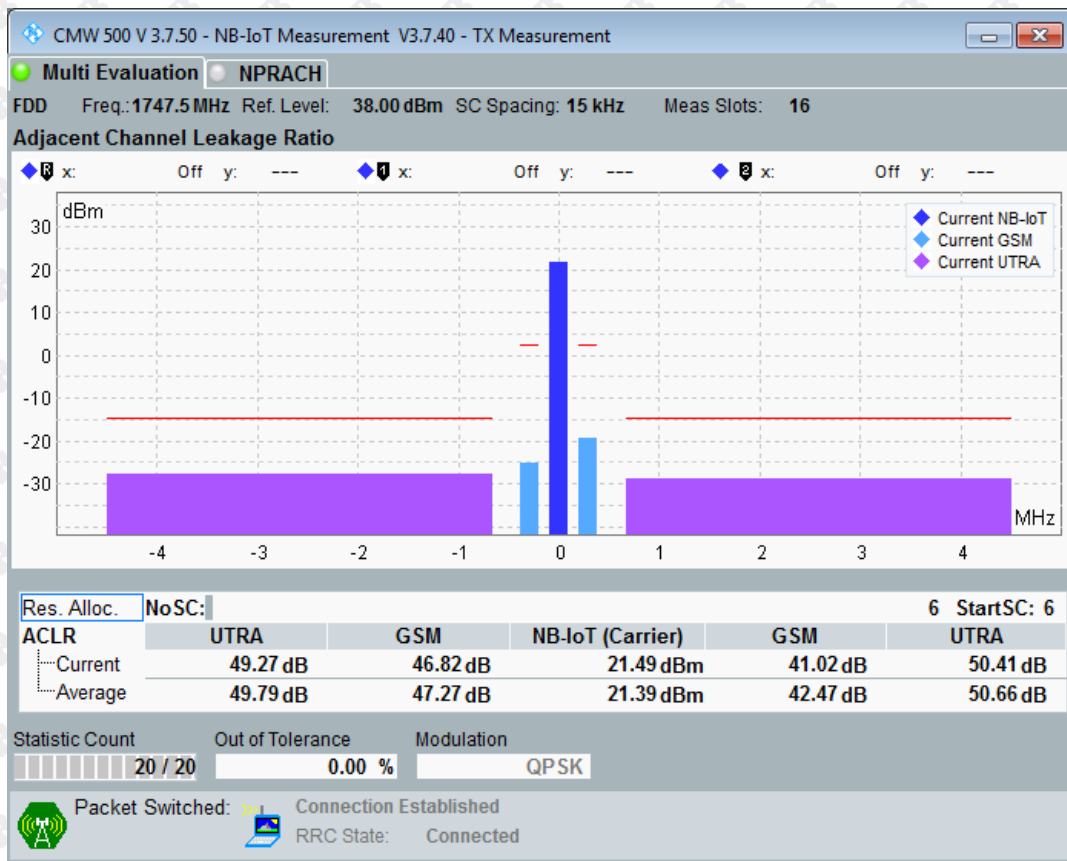 CMW 500 V 3.7.50 - NB-IoT Measurement V3.7.40 - TX Measurement
Multi Evaluation NPRACH
FDD Freq.: 1747.5 MHz Ref. Level: 38.00 dBm SC Spacing: 15 kHz Meas Slots: 16
Adjacent Channel Leakage Ratio
R x: Off y: --- 1 x: Off y: --- 2 x: Off y: ---
dBm
Current NB-IoT
Current GSM
Current UTRA
30
20
10
0
-10
-20
-30
MHz
-4 -3 -2 -1 0 1 2 3 4
Res. Alloc. NoSC: 6 StartSC: 6
ACLR UTRA GSM NB-IoT (Carrier) GSM UTRA
Current 49.27 dB 46.82 dB 21.49 dBm 41.02 dB 50.41 dB
Average 49.79 dB 47.27 dB 21.39 dBm 42.47 dB 50.66 dB
Statistic Count Out of Tolerance Modulation
20 / 20 0.00 % QPSK
Packet Switched: Connection Established
RRC State: Connected